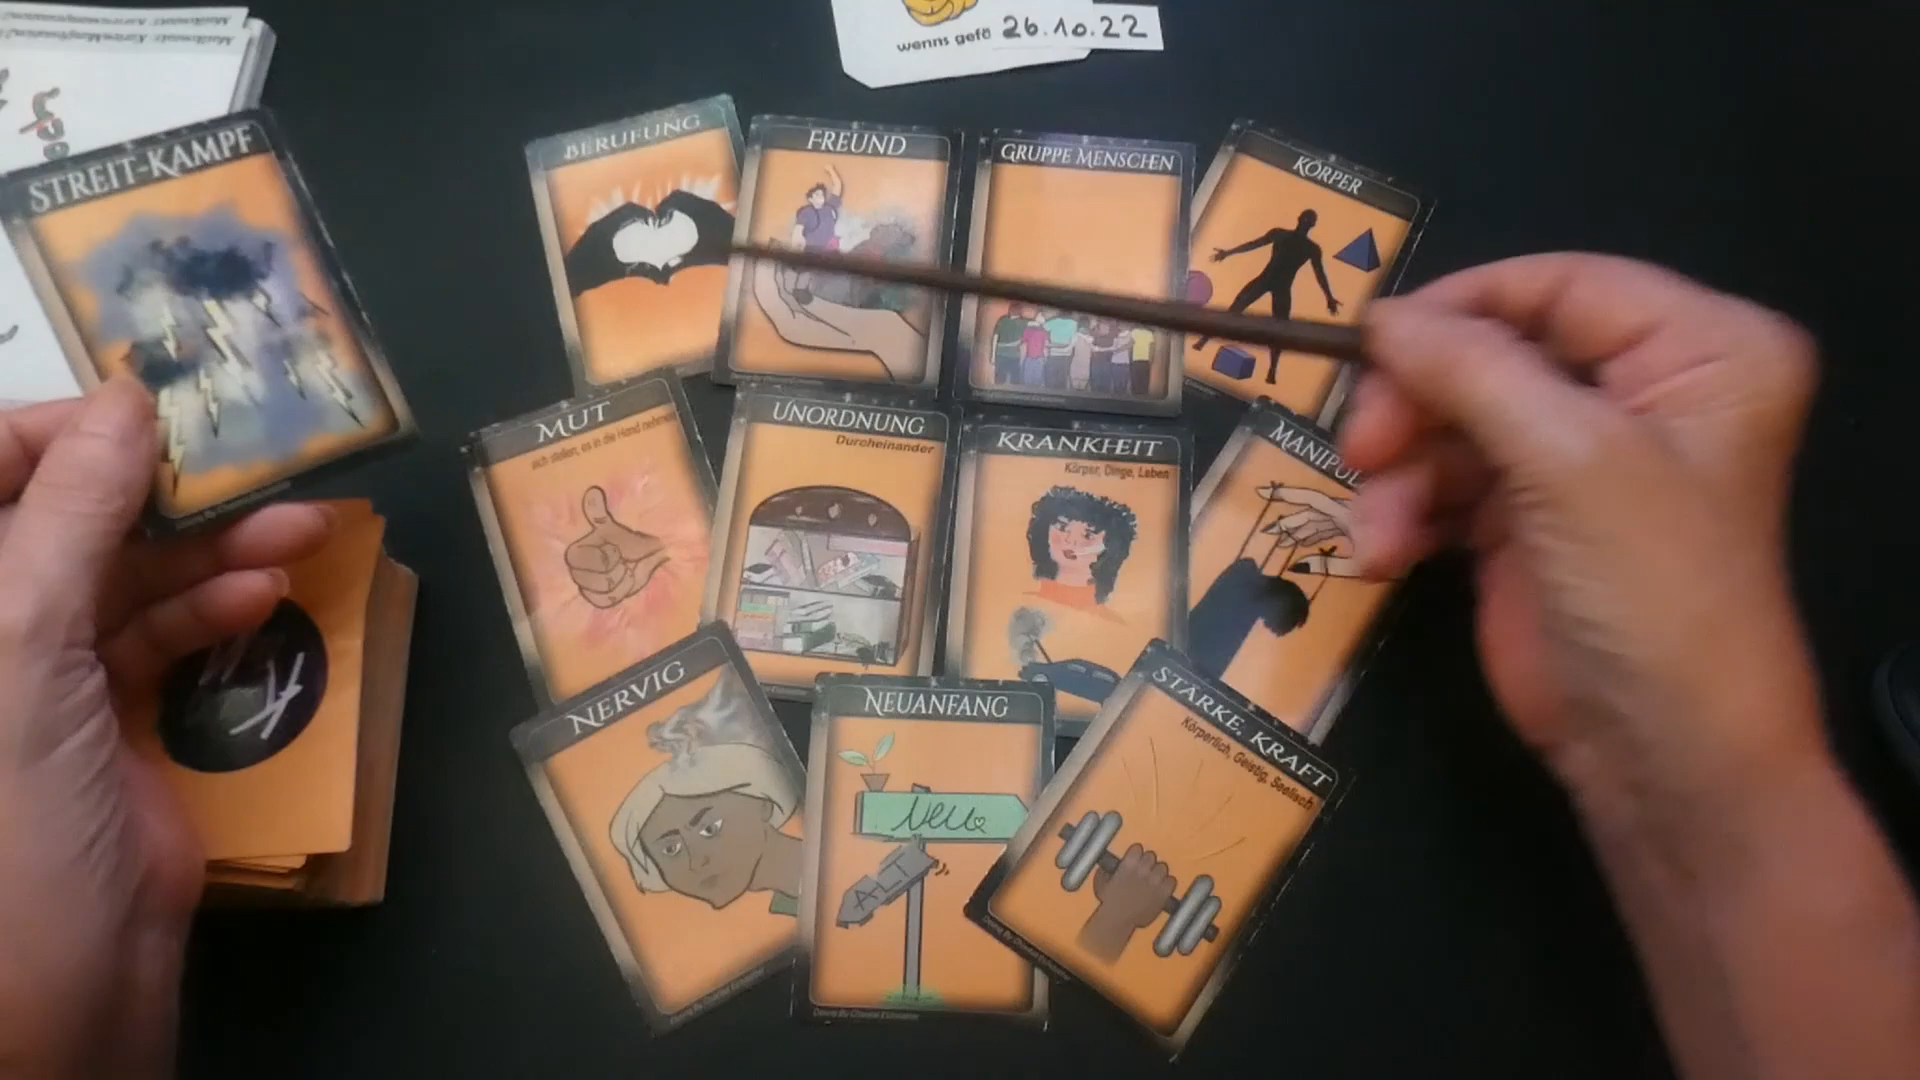 wenns gefä 26.10.22
STREIT-KAMPF
BERUFUNG
FREUND
GRUPPE MENSCHEN
KÖRPER
MUT
sich stellen, es in die Hand nehmen
UNORDNUNG
Durcheinander
KRANKHEIT
Körper, Dinge, Leben
MANIPUL
NERVIG
NEUANFANG
Neu
ALT
STÄRKE, KRAFT
Körperlich, Geistig, Seelisch